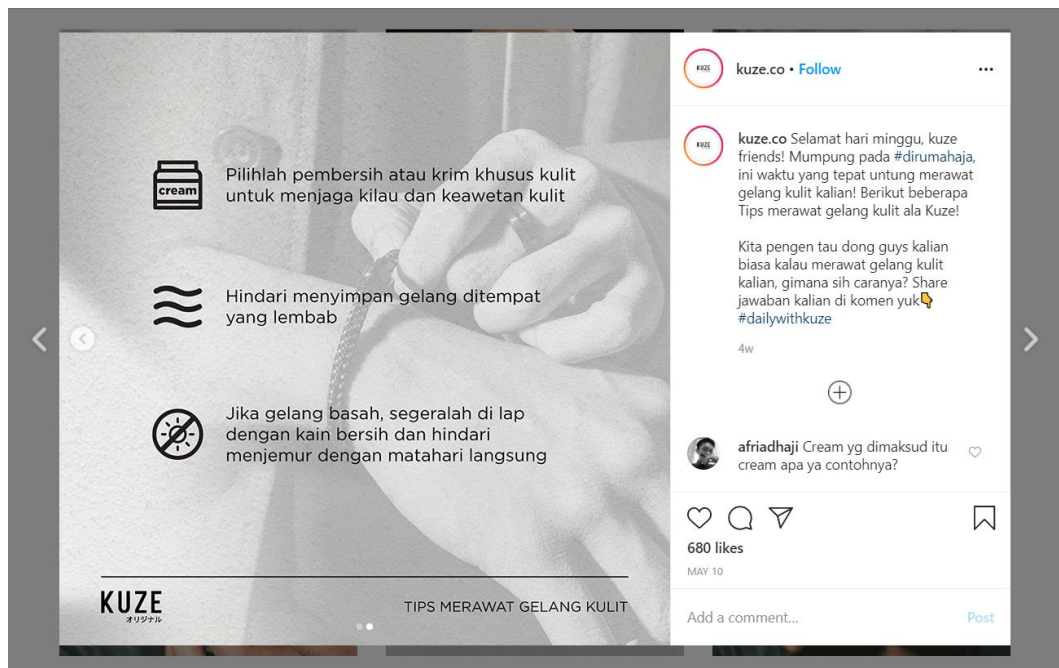 cream
Pilihlah pembersih atau krim khusus kulit
untuk menjaga kilau dan keawetan kulit
Hindari menyimpan gelang ditempat
yang lembab
Jika gelang basah, segeralah di lap
dengan kain bersih dan hindari
menjemur dengan matahari langsung
KUZE
オリジナル
TIPS MERAWAT GELANG KULIT
KUZE
kuze.co • Follow
KUZE
kuze.co Selamat hari minggu, kuze
friends! Mumpung pada #dirumahaja,
ini waktu yang tepat untung merawat
gelang kulit kalian! Berikut beberapa
Tips merawat gelang kulit ala Kuze!
Kita pengen tau dong guys kalian
biasa kalau merawat gelang kulit
kalian, gimana sih caranya? Share
jawaban kalian di komen yuk👇
#dailywithkuze
4w
afriadhaji Cream yg dimaksud itu
cream apa ya contohnya?
680 likes
MAY 10
Add a comment...
Post